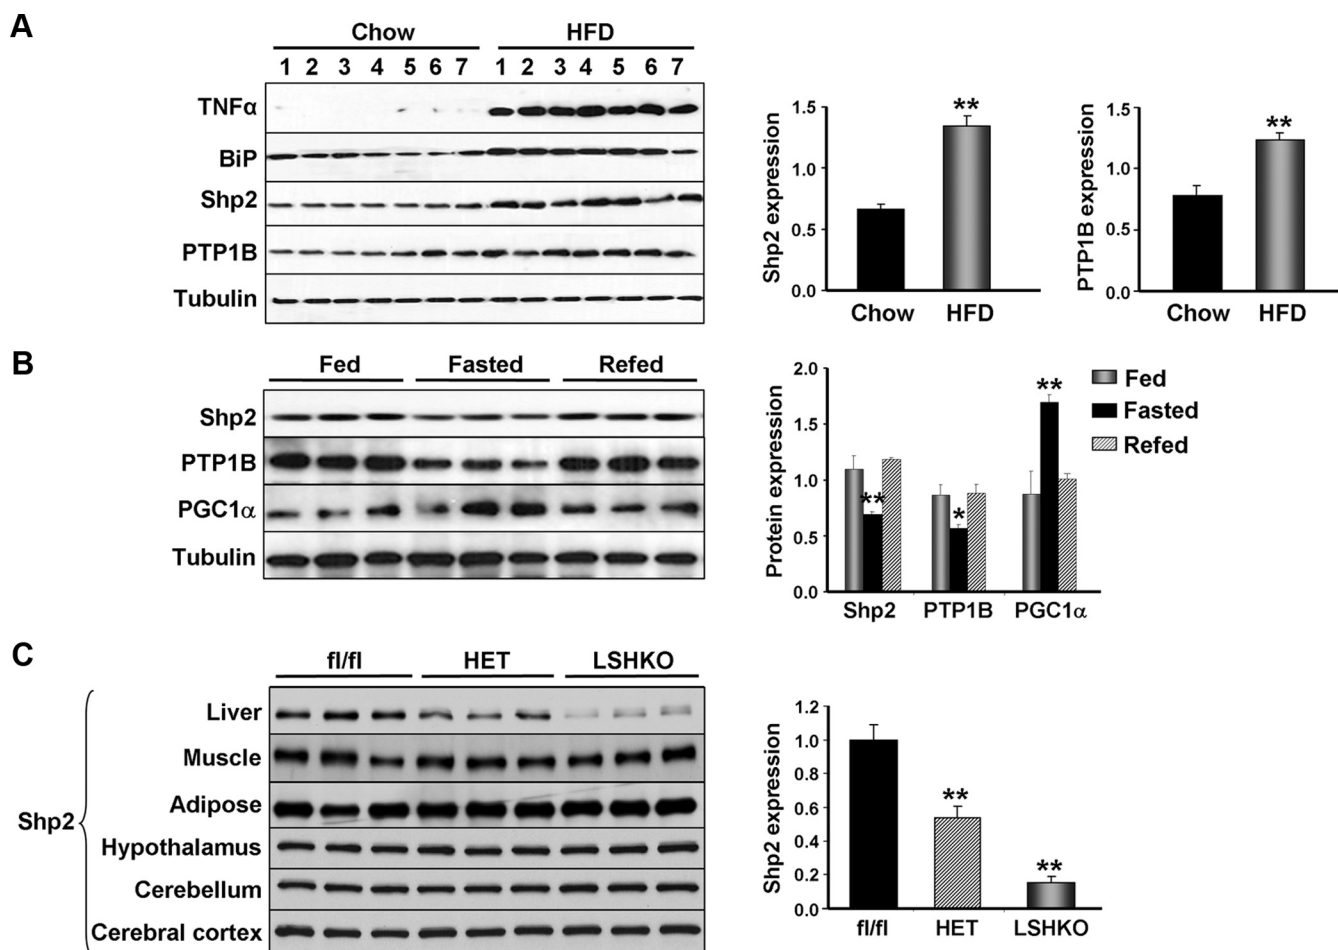 A
Chow HFD
1 2 3 4 5 6 7 1 2 3 4 5 6 7
TNFα
BiP
Shp2
PTP1B
Tubulin
Shp2 expression
1.5
1.0
0.5
0.0
**
Chow HFD
PTP1B expression
1.5
1.0
0.5
0.0
**
Chow HFD
B
Fed Fasted Refed
Shp2
PTP1B
PGC1α
Tubulin
Protein expression
2.0
1.5
1.0
0.5
0.0
** * **
Shp2 PTP1B PGC1α
Fed
Fasted
Refed
C
fl/fl HET LSHKO
Shp2
Liver
Muscle
Adipose
Hypothalamus
Cerebellum
Cerebral cortex
Shp2 expression
1.2
1.0
0.8
0.6
0.4
0.2
0.0
**
**
fl/fl HET LSHKO